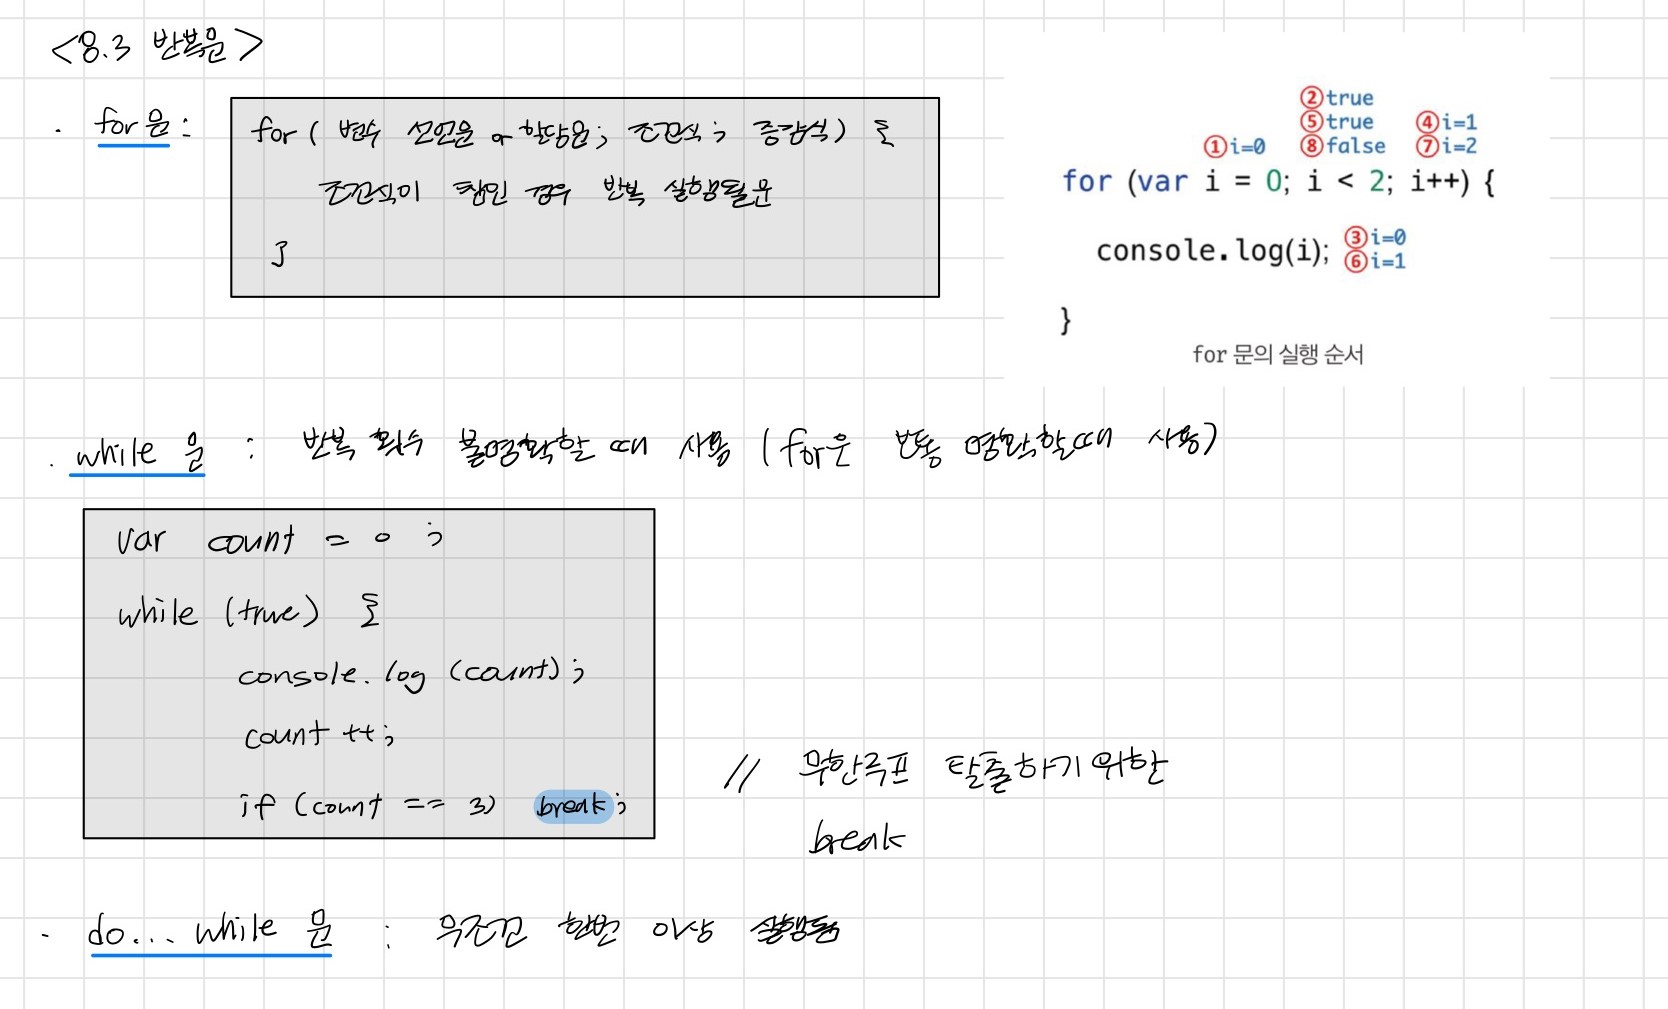 <8.3 반복문>
· for 문 :
for ( 변수 선언문 or 할당문; 조건식; 증감식) {
조건식이 참인 경우 반복 실행될 문
}
②true
⑤true ④i=1
①i=0 ⑧false ⑦i=2
for (var i = 0; i < 2; i++) {
console.log(i); ③i=0
⑥i=1
}
for 문의 실행 순서
· while 문 : 반복 횟수 불명확할 때 사용 (for은 보통 명확할때 사용)
var count = 0 ;
while (true) {
console.log (count) ;
count ++;
if (count == 3) break;
// 무한루프 탈출하기 위한
break
· do... while 문 : 무조건 한번 이상 실행됨